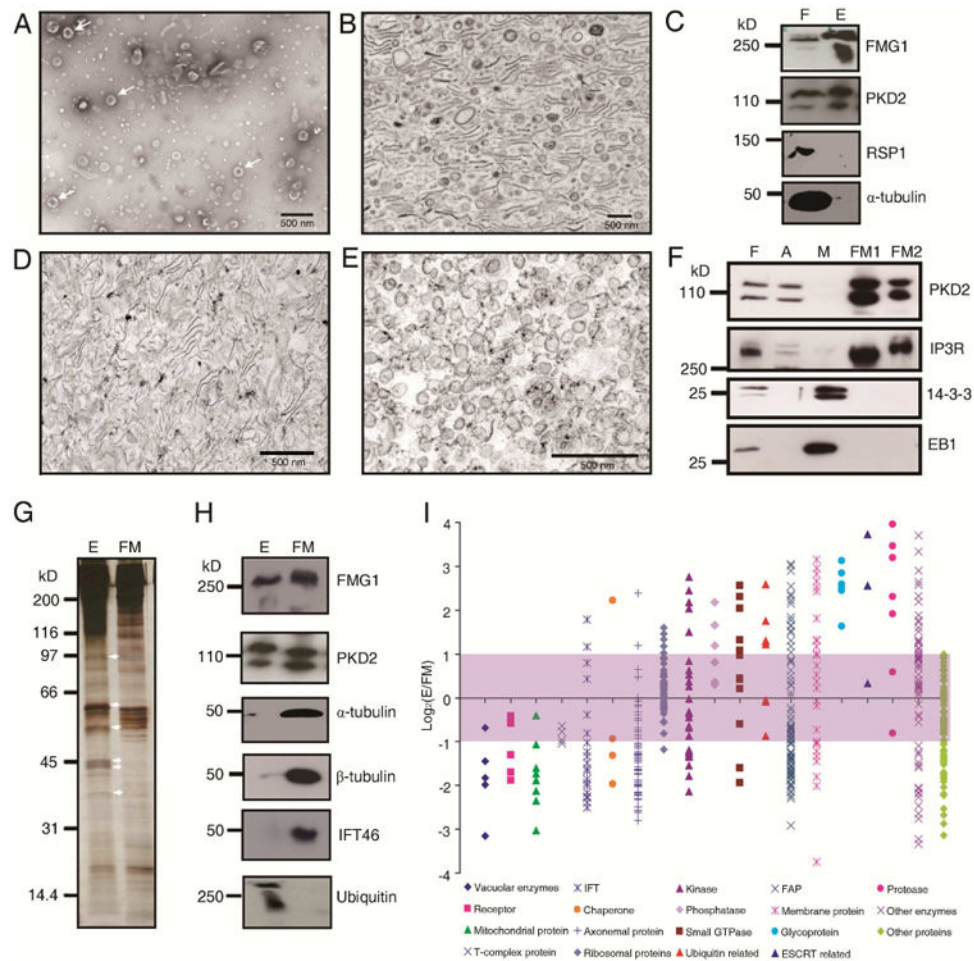 A
500 nm
B
500 nm
C
kD F E
250 FMG1
110 PKD2
150 RSP1
50 α-tubulin
D
500 nm
E
500 nm
F
kD F A M FM1 FM2
110 PKD2
250 IP3R
25 14-3-3
25 EB1
G
E FM
kD
200
116
97
66
45
31
14.4
H
E FM
kD
250 FMG1
110 PKD2
50 α-tubulin
50 β-tubulin
50 IFT46
250 Ubiquitin
I
Log₂(E/FM)
4
3
2
1
0
-1
-2
-3
-4
Vacuolar enzymes IFT Kinase FAP Protease
Receptor Chaperone Phosphatase Membrane protein Other enzymes
Mitochondrial protein Axonemal protein Small GTPase Glycoprotein Other proteins
T-complex protein Ribosomal proteins Ubiquitin related ESCRT related